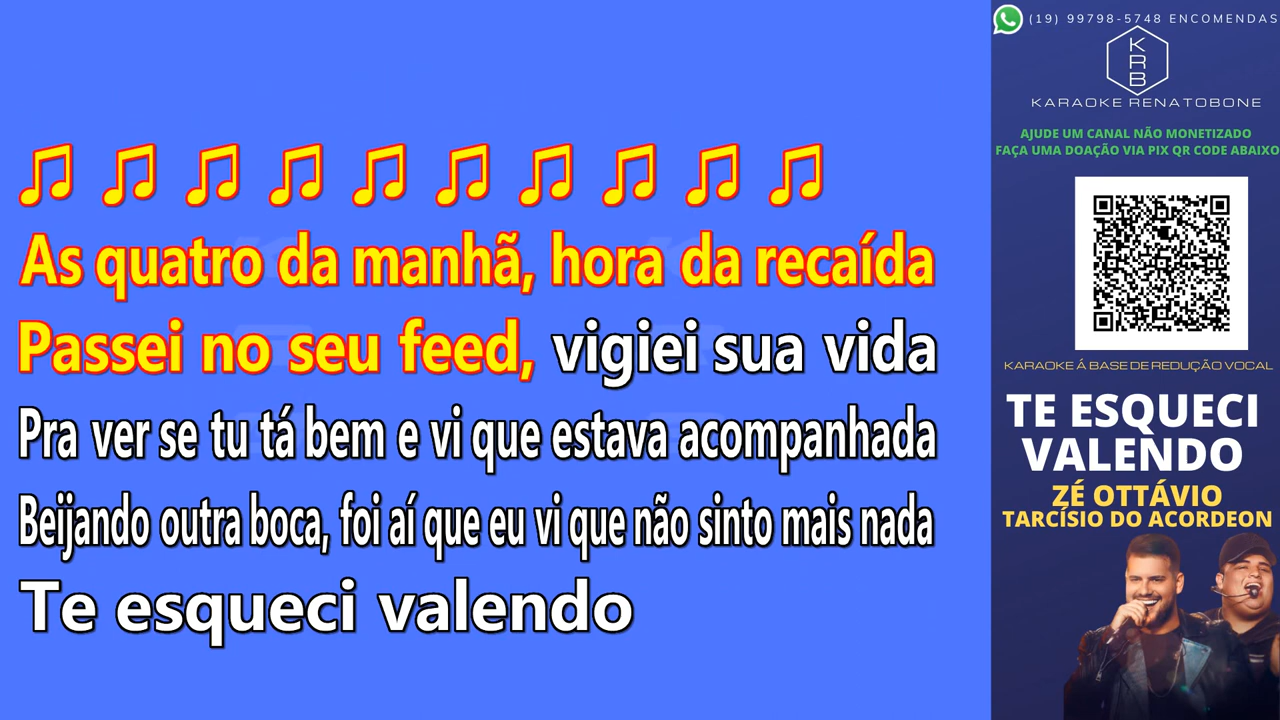 As quatro da manhã, hora da recaída
Passei no seu feed, vigiei sua vida
Pra ver se tu tá bem e vi que estava acompanhada
Beijando outra boca, foi aí que eu vi que não sinto mais nada
Te esqueci valendo
(19) 99798-5748 ENCOMENDAS
K
R
B
KARAOKE RENATOBONE
AJUDE UM CANAL NÃO MONETIZADO
FAÇA UMA DOAÇÃO VIA PIX QR CODE ABAIXO
KARAOKE Á BASE DE REDUÇÃO VOCAL
TE ESQUECI
VALENDO
ZÉ OTTÁVIO
TARCÍSIO DO ACORDEON